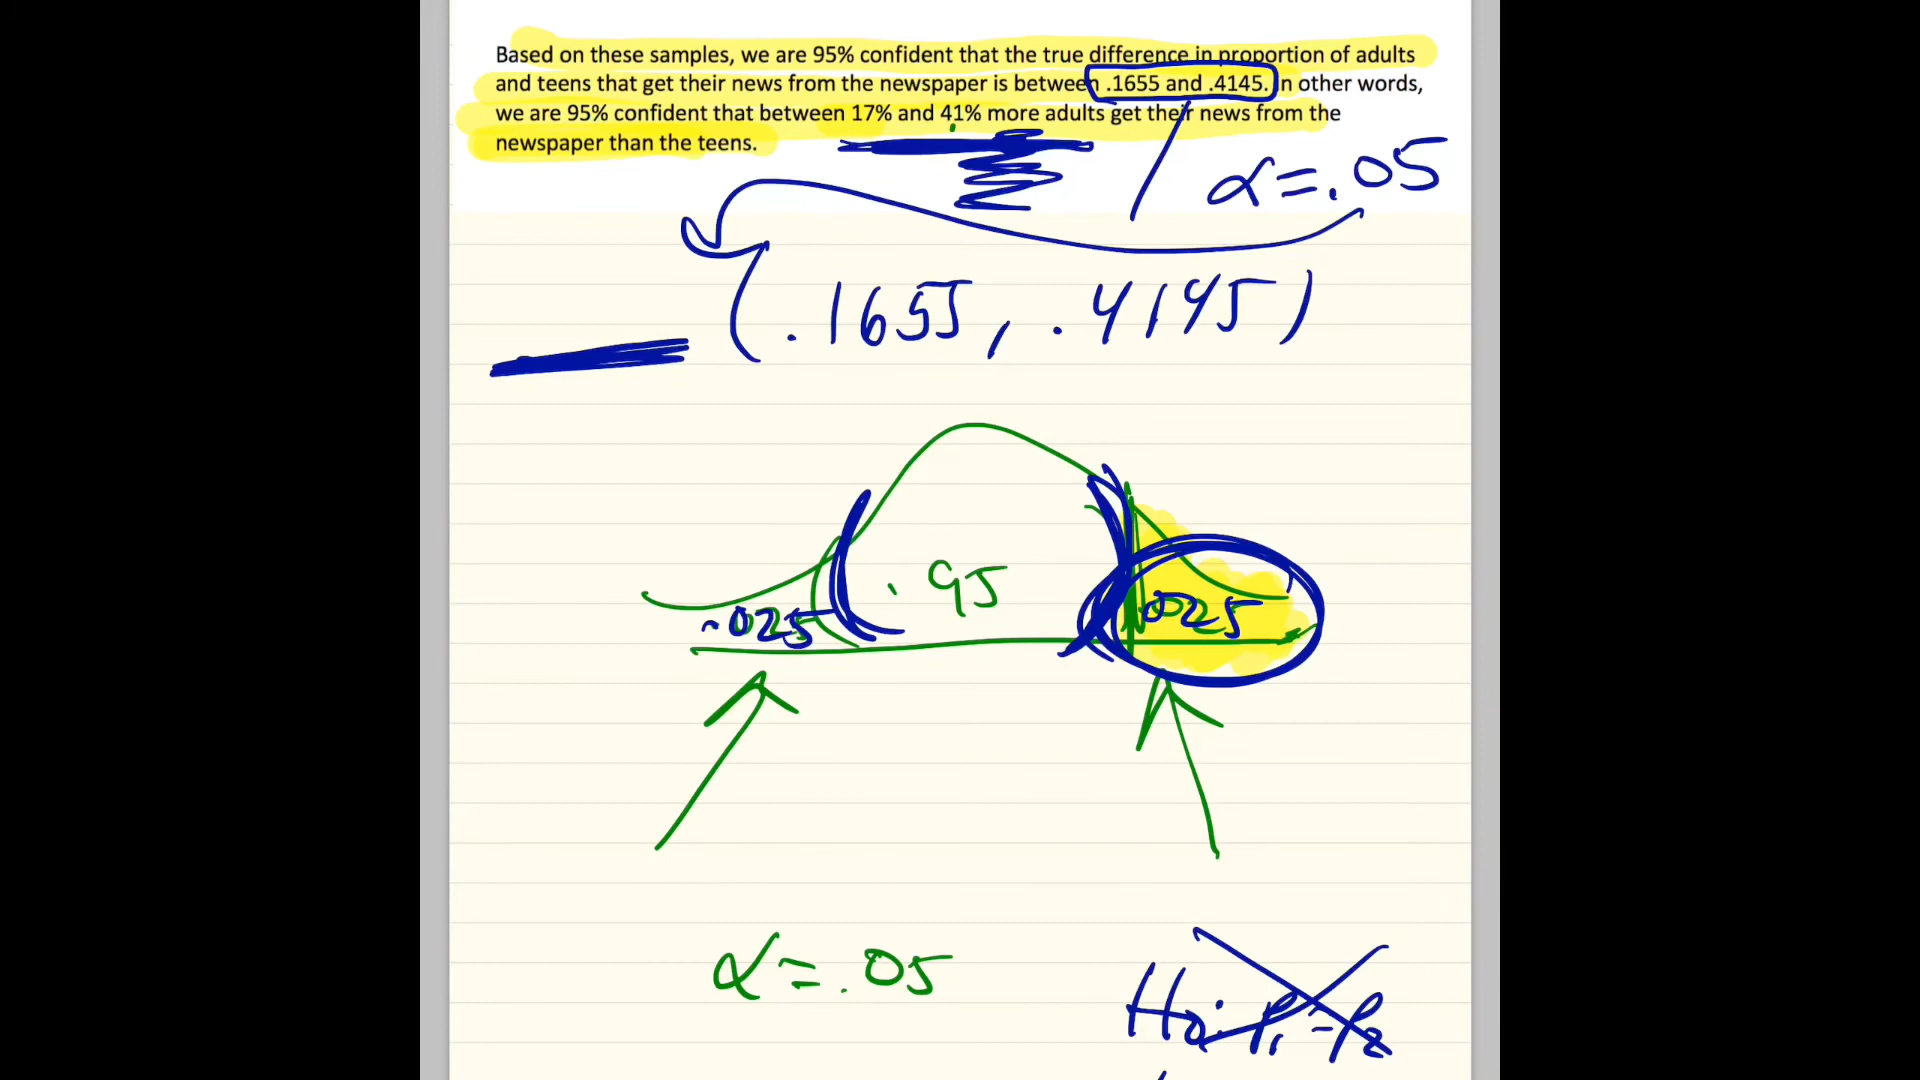 Based on these samples, we are 95% confident that the true difference in proportion of adults
and teens that get their news from the newspaper is between .1655 and .4145. In other words,
we are 95% confident that between 17% and 41% more adults get their news from the
newspaper than the teens.
α=.05
(.1655, .4145)
.95
.025 .025
α=.05
H₀: P₁=P₂